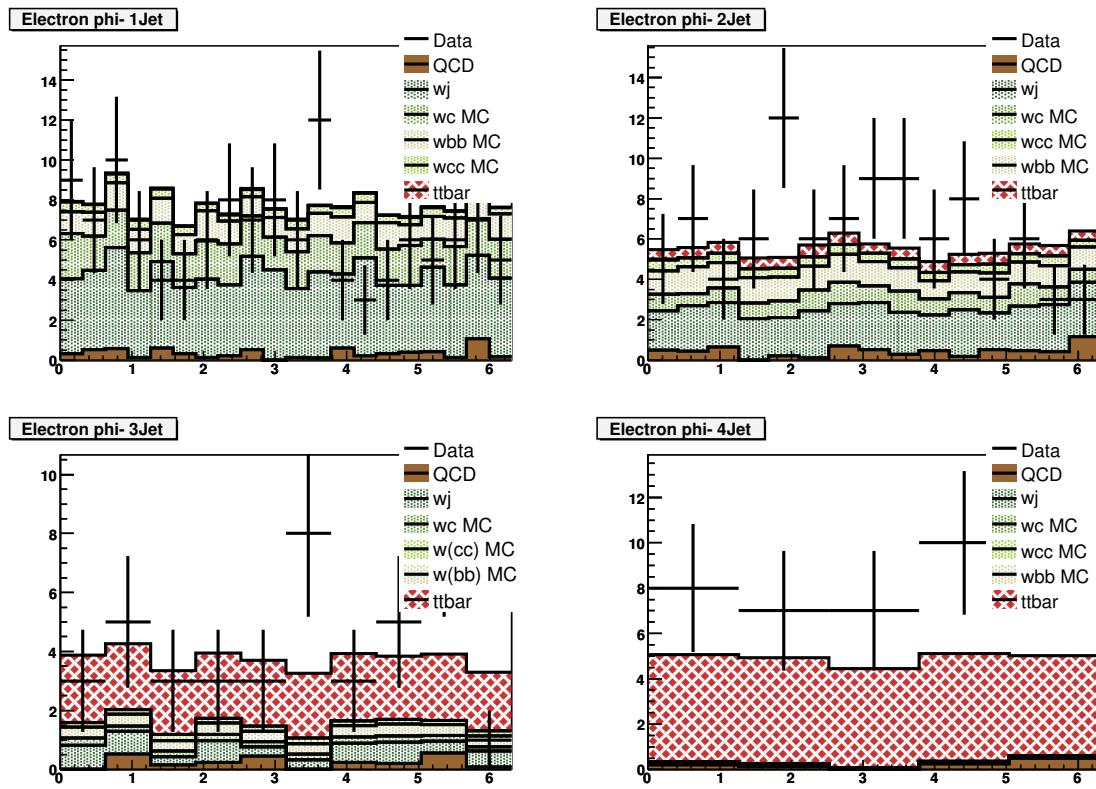 Electron phi- 1Jet
Data
QCD
wj
wc MC
wbb MC
wcc MC
ttbar
14
12
10
8
6
4
2
0
0 1 2 3 4 5 6
Electron phi- 2Jet
Data
QCD
wj
wc MC
wcc MC
wbb MC
ttbar
14
12
10
8
6
4
2
0
0 1 2 3 4 5 6
Electron phi- 3Jet
Data
QCD
wj
wc MC
w(cc) MC
w(bb) MC
ttbar
10
8
6
4
2
0
0 1 2 3 4 5 6
Electron phi- 4Jet
Data
QCD
wj
wc MC
wcc MC
wbb MC
ttbar
12
10
8
6
4
2
0
0 1 2 3 4 5 6